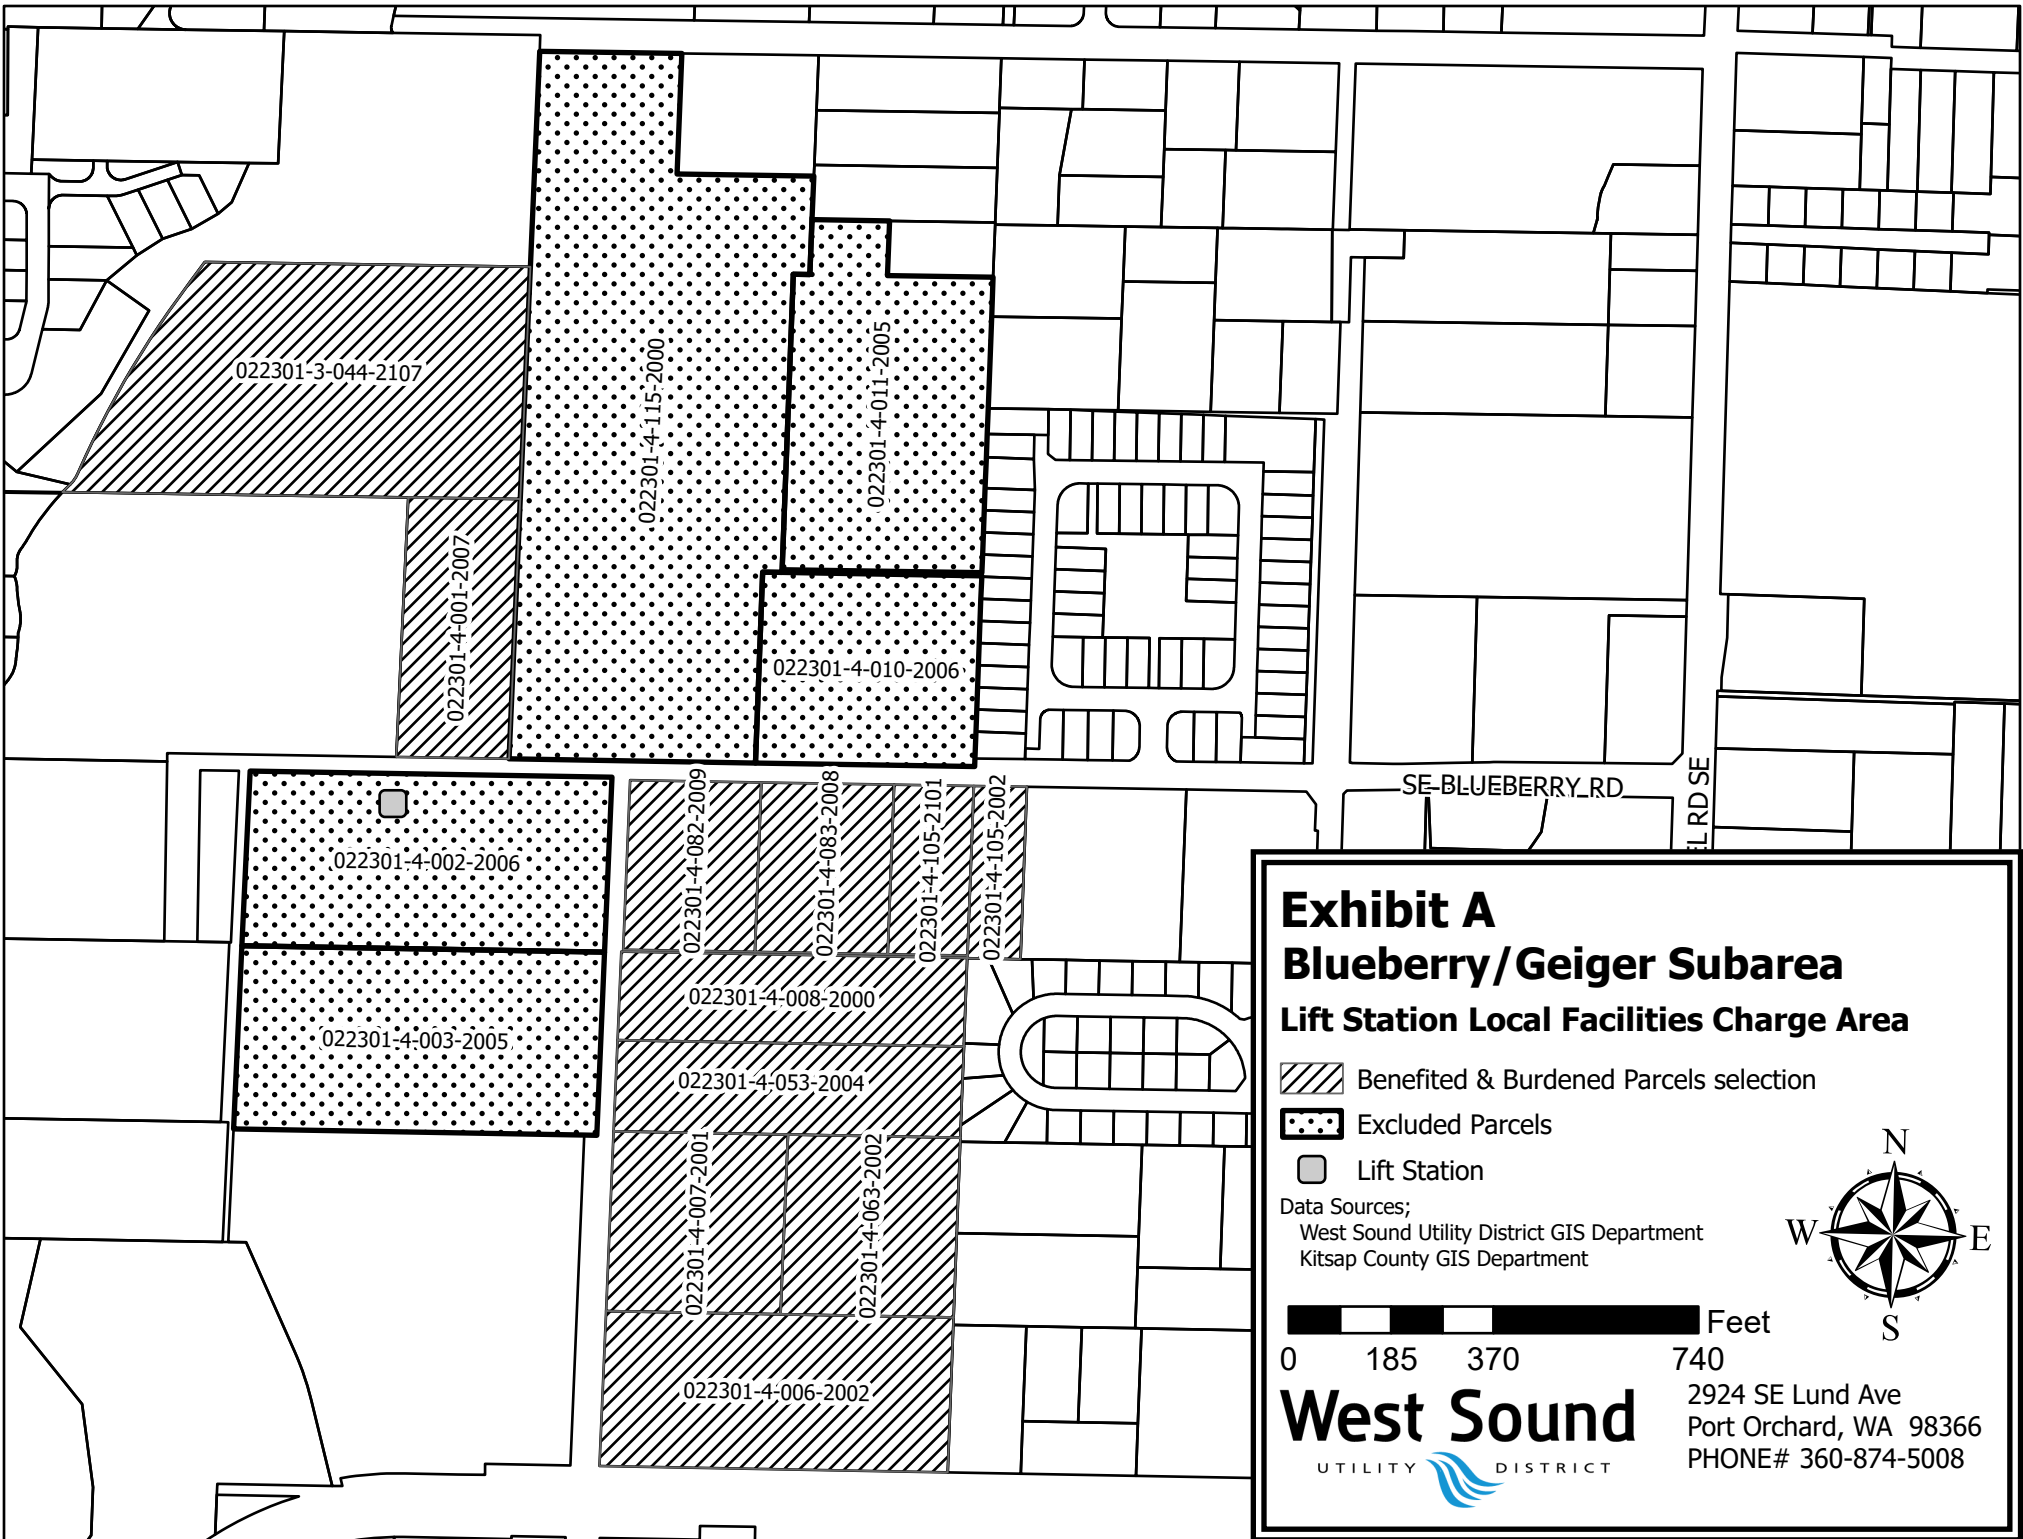 022301-3-044-2107
022301-4-115-2000
022301-4-011-2005
022301-4-001-2007
022301-4-010-2006
SE BLUEBERRY RD
EL RD SE
022301-4-002-2006
022301-4-082-2009
022301-4-083-2008
022301-4-105-2101
022301-4-105-2002
022301-4-003-2005
022301-4-008-2000
022301-4-053-2004
022301-4-007-2001
022301-4-063-2002
022301-4-006-2002
Exhibit A
Blueberry/Geiger Subarea
Lift Station Local Facilities Charge Area
Benefited & Burdened Parcels selection
Excluded Parcels
Lift Station
Data Sources;
West Sound Utility District GIS Department
Kitsap County GIS Department
N
W E
S
Feet
0 185 370 740
West Sound
UTILITY DISTRICT
2924 SE Lund Ave
Port Orchard, WA 98366
PHONE# 360-874-5008